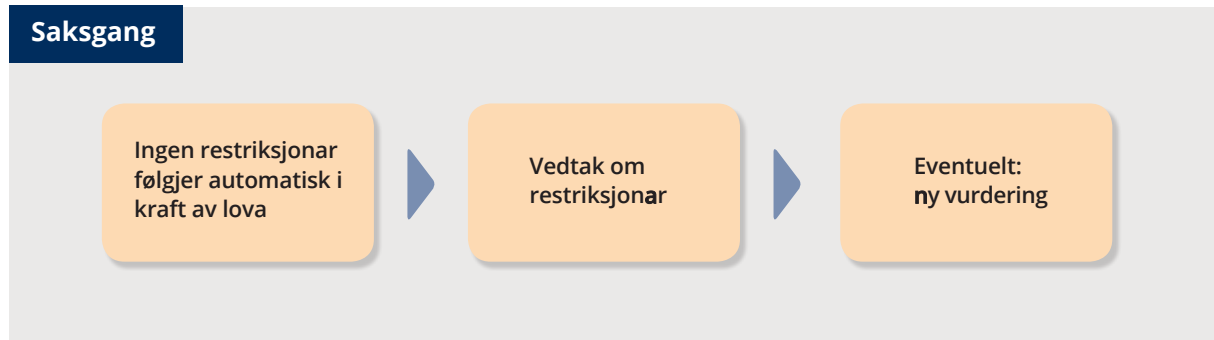 Saksgang
Ingen restriksjonar
følgjer automatisk i
kraft av lova
Vedtak om
restriksjonar
Eventuelt:
ny vurdering